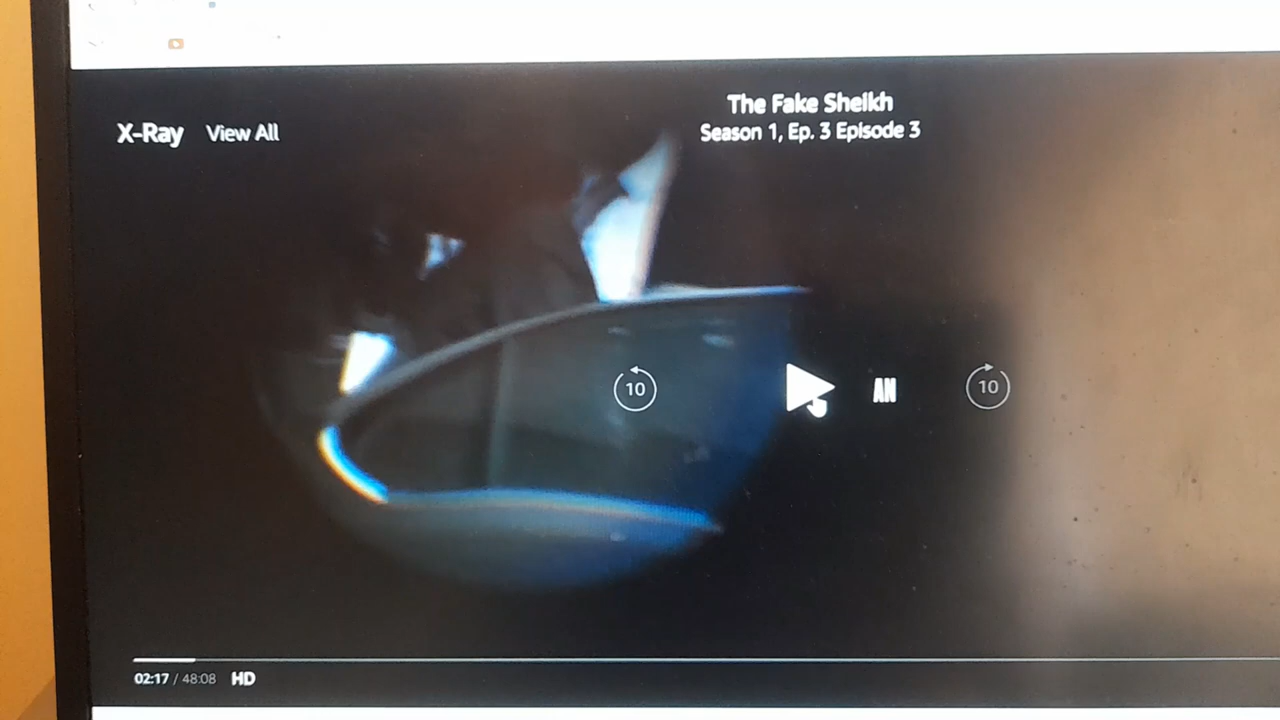 The Fake Sheikh
X-Ray View All
Season 1, Ep. 3 Episode 3
10
AN
10
02:17 / 48:08 HD